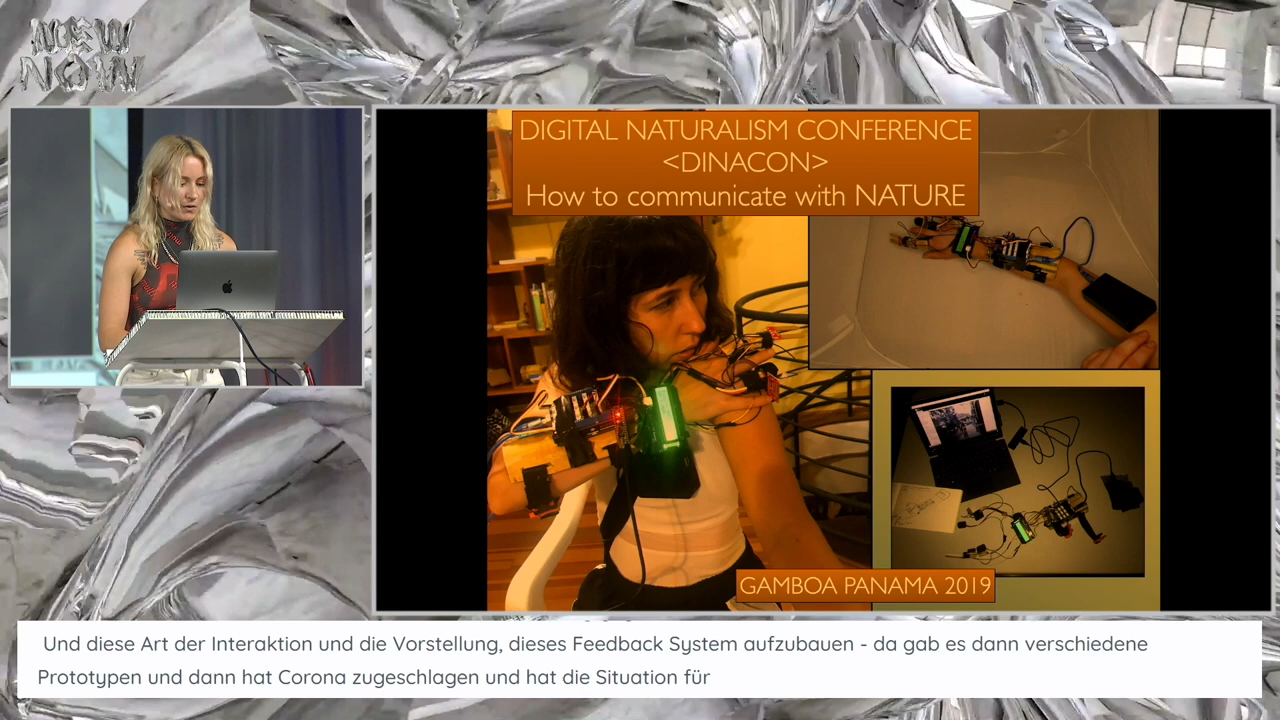 NEW
NOW
DIGITAL NATURALISM CONFERENCE
<DINACON>
How to communicate with NATURE
GAMBOA PANAMA 2019
Und diese Art der Interaktion und die Vorstellung, dieses Feedback System aufzubauen - da gab es dann verschiedene
Prototypen und dann hat Corona zugeschlagen und hat die Situation für